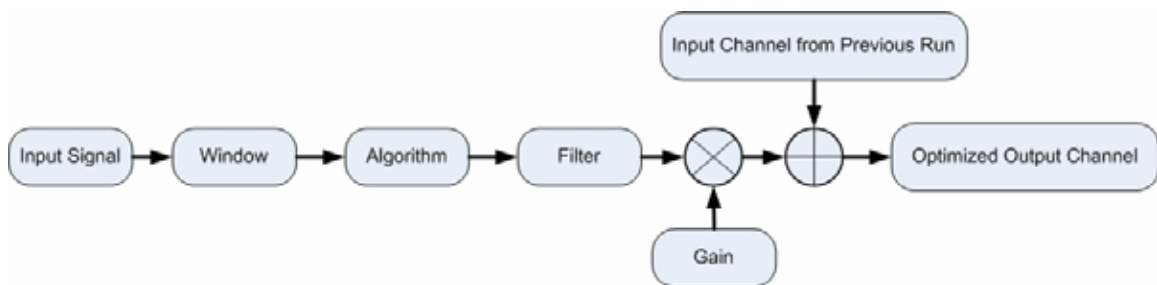 Input Channel from Previous Run
Input Signal
Window
Algorithm
Filter
Optimized Output Channel
Gain